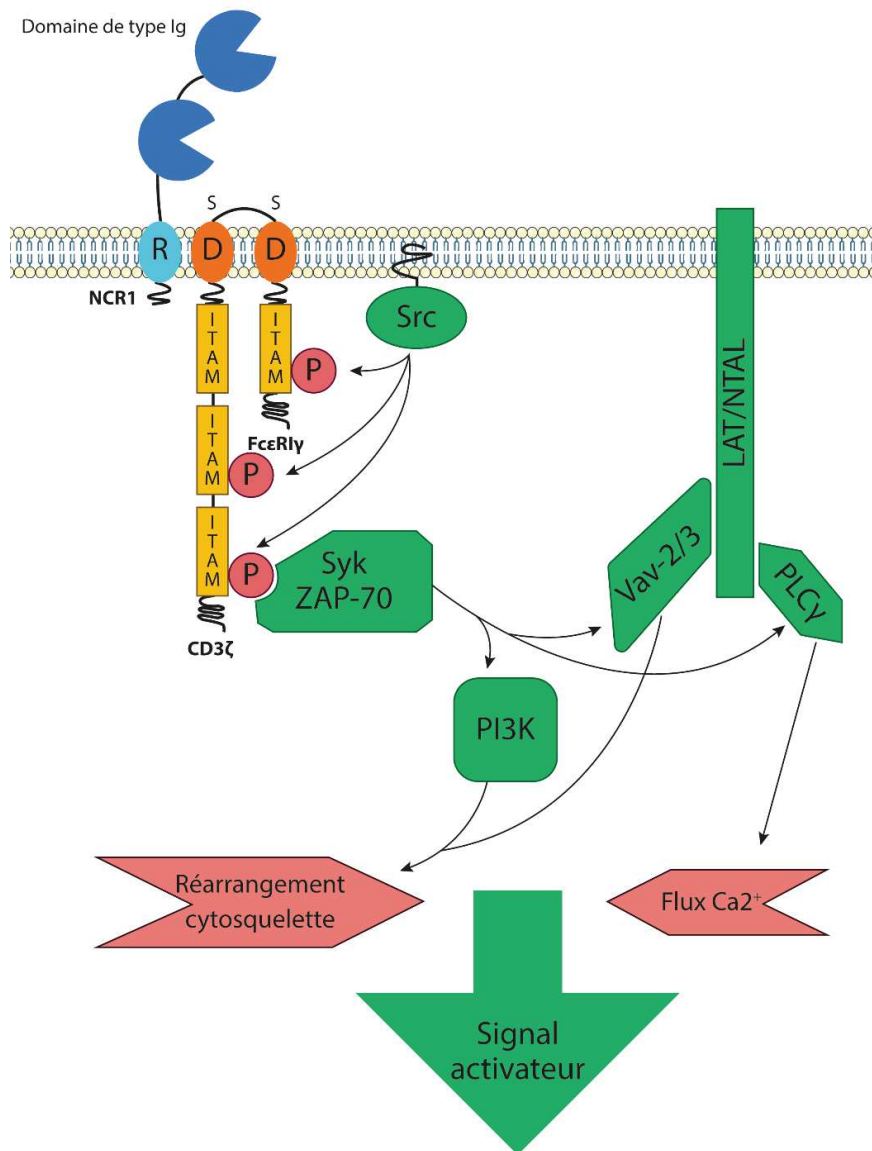 Domaine de type Ig
S S
R D D
NCR1
ITAM
ITAM
Src
P
LAT/NTAL
FcεRIγ
ITAM
P
ITAM
P
Syk
ZAP-70
Vav-2/3
PLCγ
CD3ζ
PI3K
Réarrangement
cytosquelette
Flux Ca2⁺
Signal
activateur